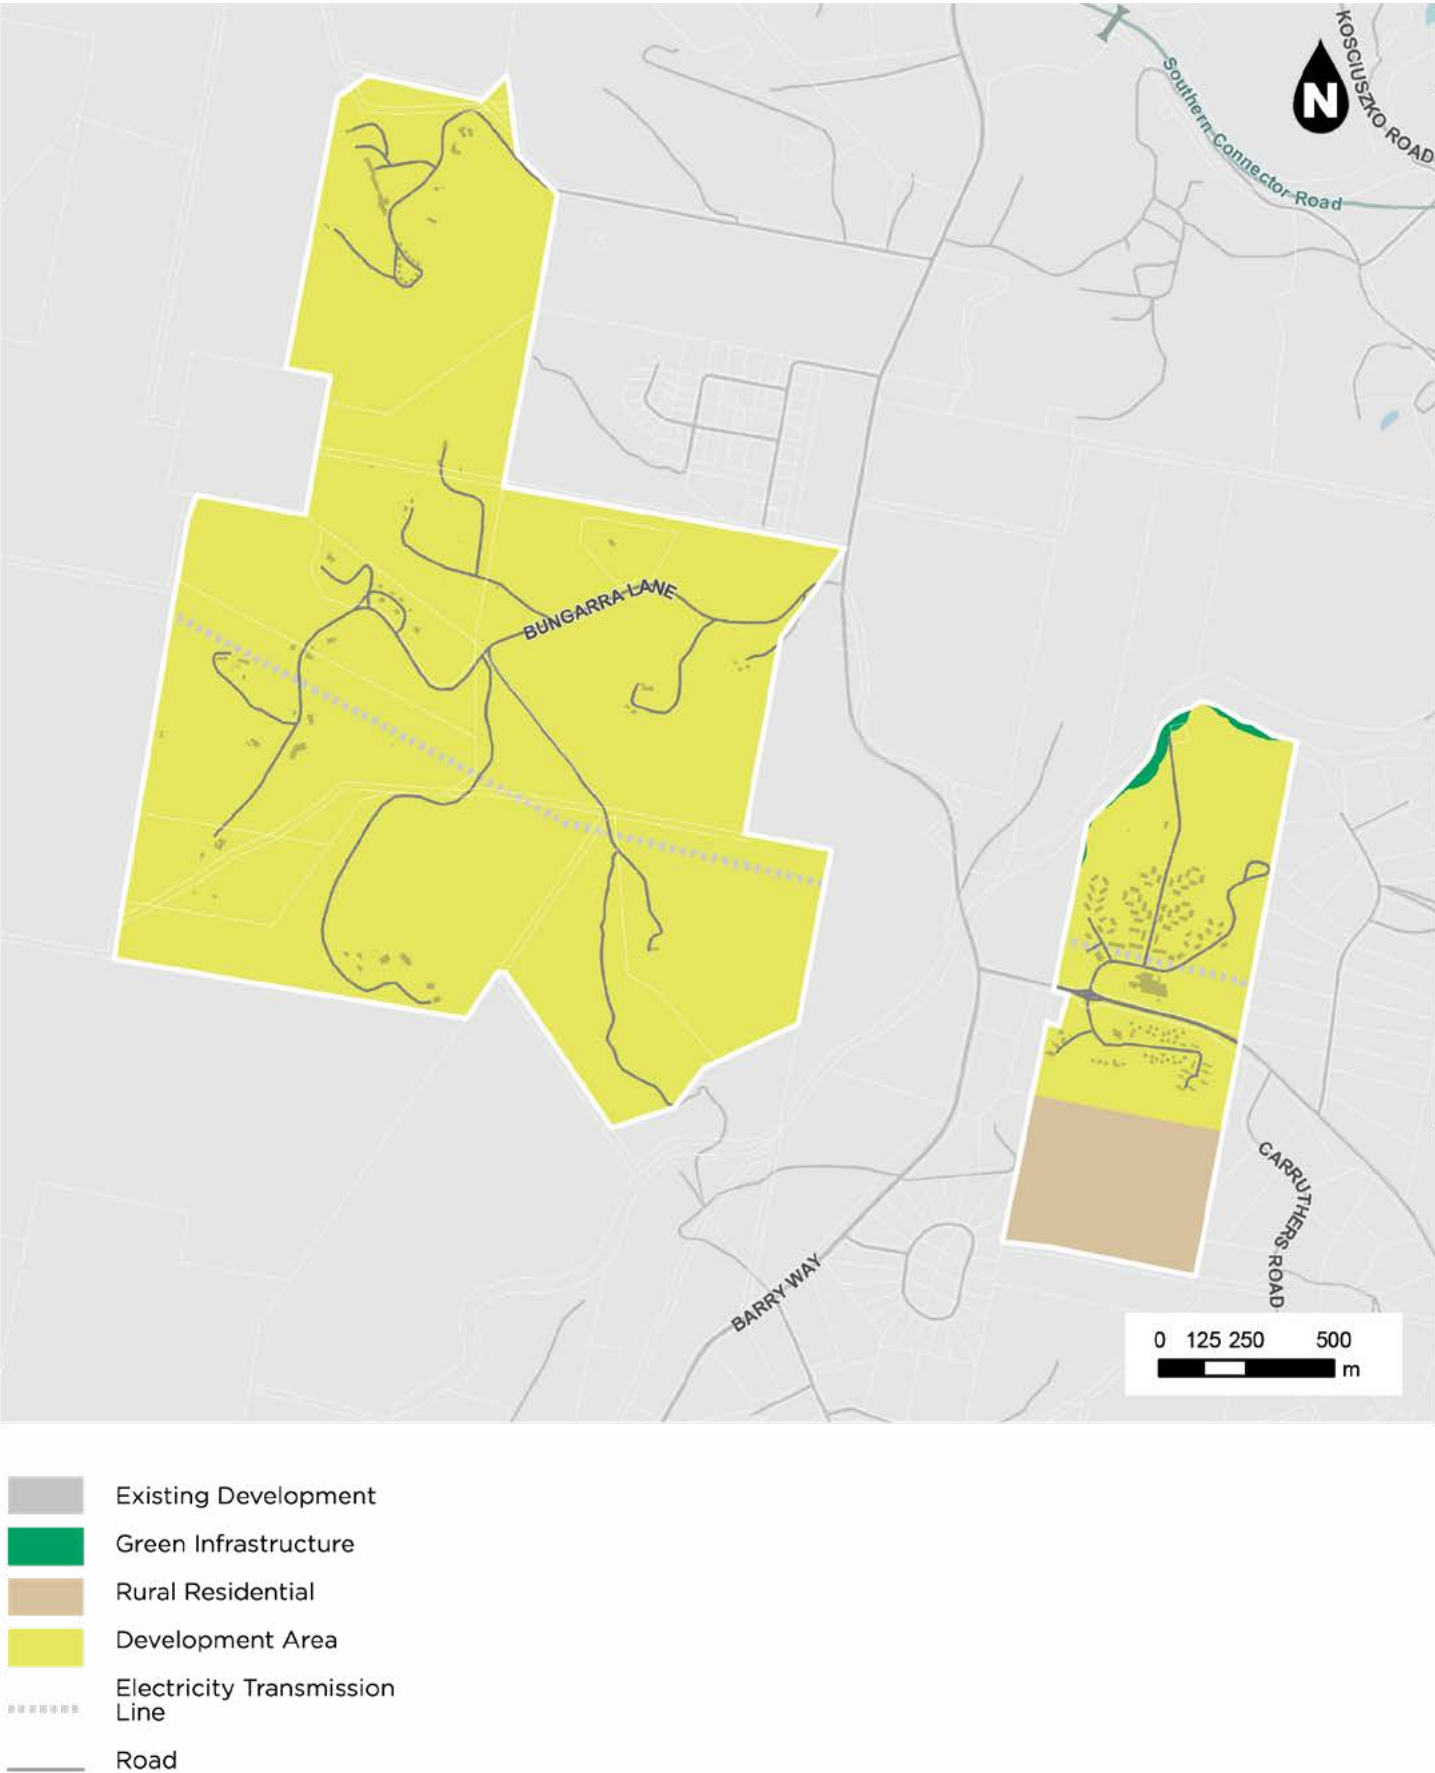 KOSCIUSZKO ROAD
N
Southern Connector Road
BUNGARRA LANE
CARRUTHERS ROAD
BARRY WAY
0 125 250 500
m
Existing Development
Green Infrastructure
Rural Residential
Development Area
Electricity Transmission
Line
Road